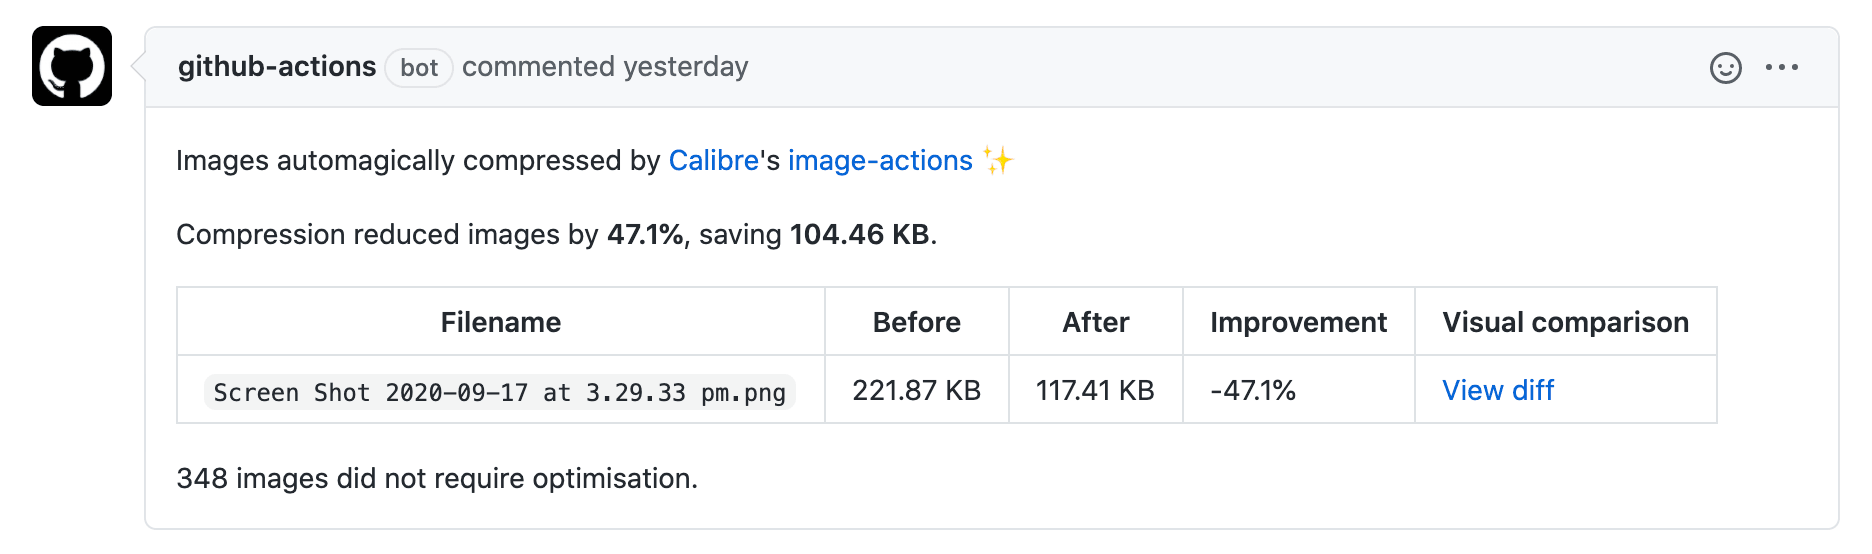 github-actions bot commented yesterday
Images automagically compressed by Calibre's image-actions ✨
Compression reduced images by 47.1%, saving 104.46 KB.
Filename Before After Improvement Visual comparison
Screen Shot 2020-09-17 at 3.29.33 pm.png 221.87 KB 117.41 KB -47.1% View diff
348 images did not require optimisation.